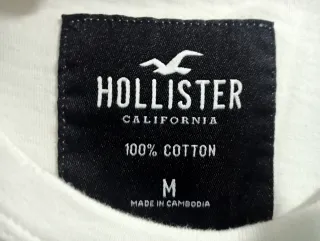 HOLLISTER
CALIFORNIA
100% COTTON
M
MADE IN CAMBODIA